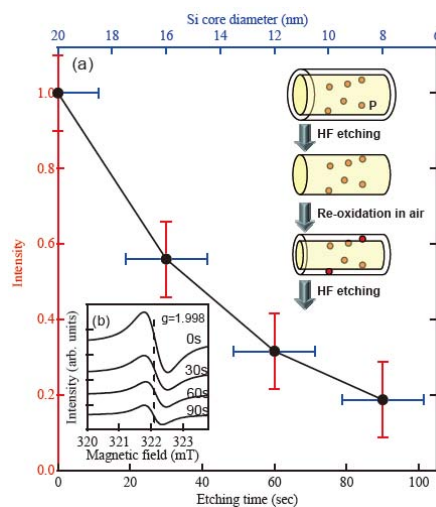 Si core diameter (nm)
20 18 16 14 12 10 8 6
(a)
1.0
0.8
0.6
0.4
0.2
0.0
Intensity
P
HF etching
Re-oxidation in air
HF etching
(b)
g=1.998
0s
30s
60s
90s
Intensity (arb. units)
320 321 322 323
Magnetic field (mT)
0 20 40 60 80 100
Etching time (sec)